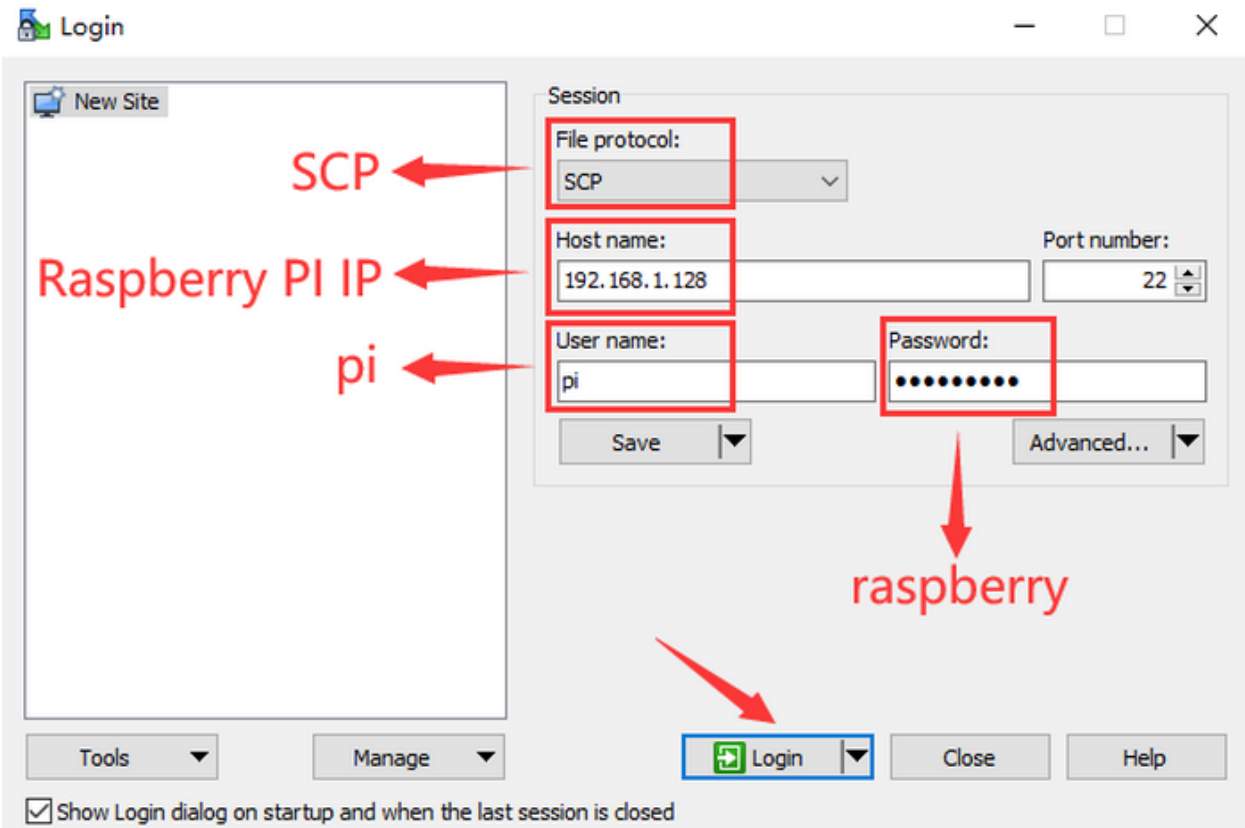 Login
New Site
Session
File protocol:
SCP
SCP
Host name:
Port number:
Raspberry PI IP
192.168.1.128
22
User name:
Password:
pi
pi
•••••••••
Save
Advanced...
raspberry
Tools
Manage
Login
Close
Help
Show Login dialog on startup and when the last session is closed